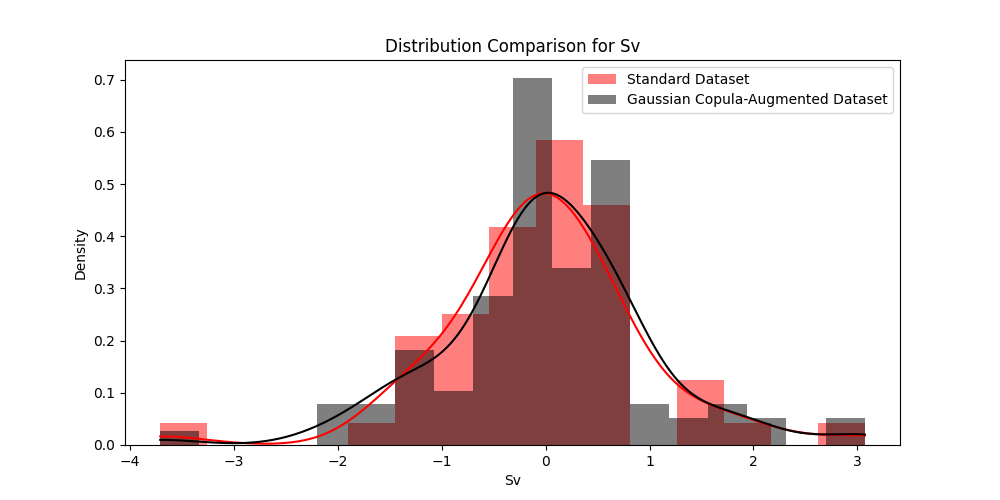 Distribution Comparison for Sv
Standard Dataset
Gaussian Copula-Augmented Dataset
Density
0.7
0.6
0.5
0.4
0.3
0.2
0.1
0.0
−4 −3 −2 −1 0 1 2 3
Sv